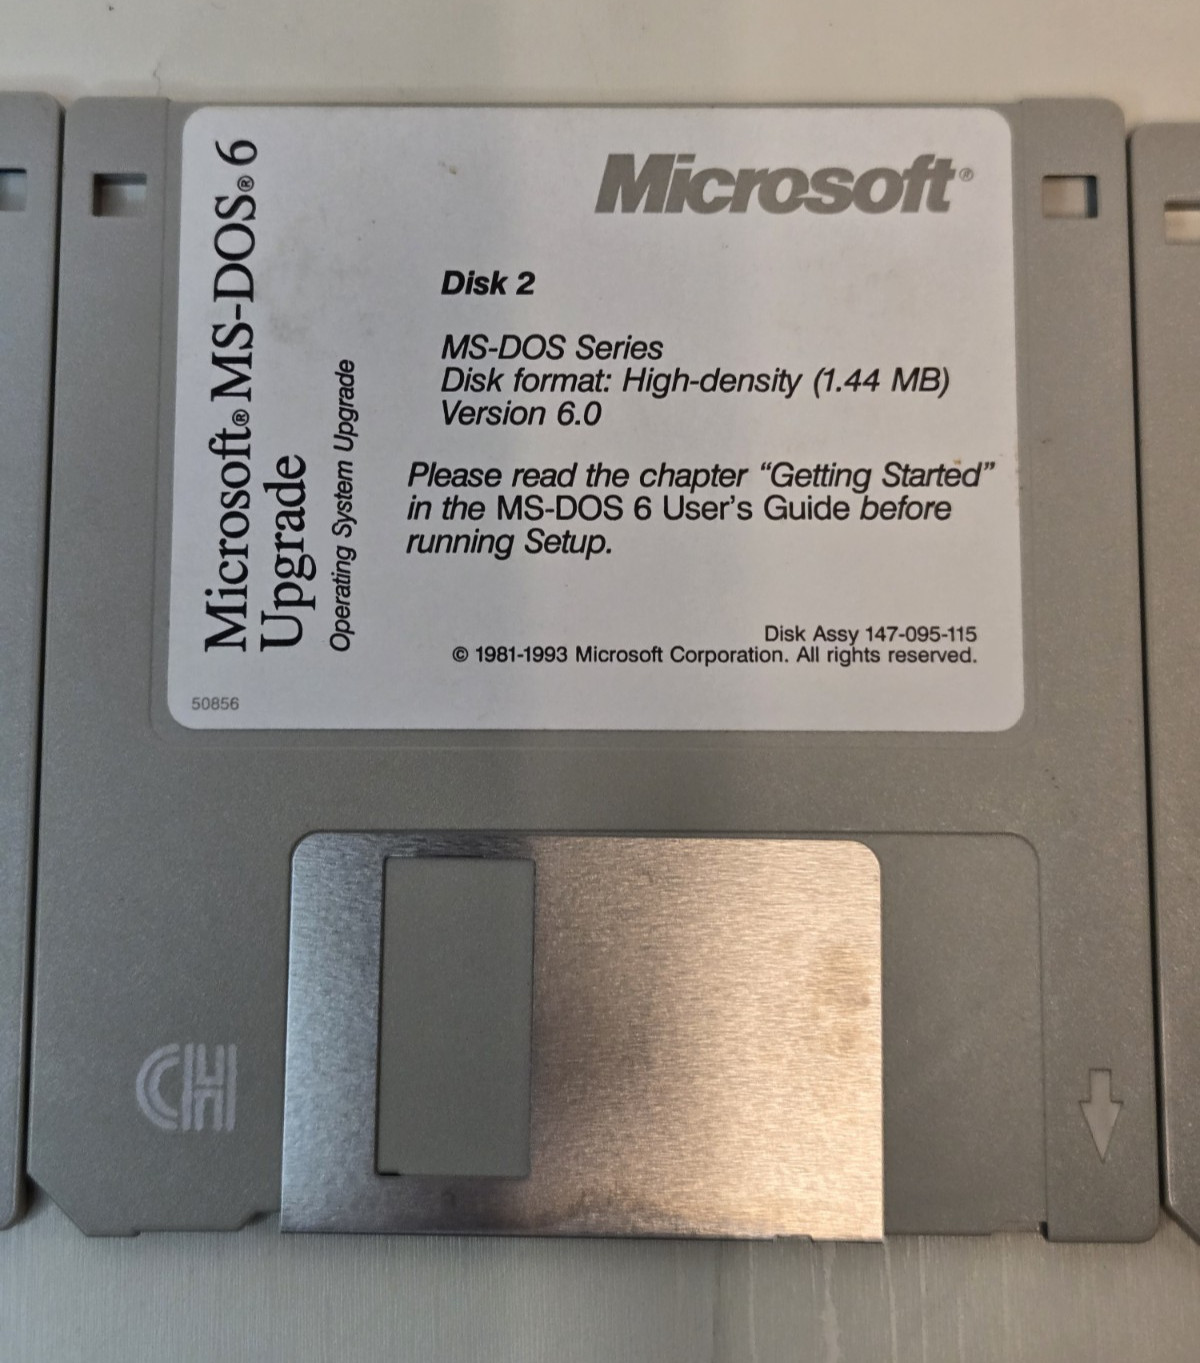 Microsoft® MS-DOS® 6
Upgrade
Operating System Upgrade
Microsoft®
Disk 2
MS-DOS Series
Disk format: High-density (1.44 MB)
Version 6.0
Please read the chapter “Getting Started”
in the MS-DOS 6 User’s Guide before
running Setup.
Disk Assy 147-095-115
© 1981-1993 Microsoft Corporation. All rights reserved.
50856
HD